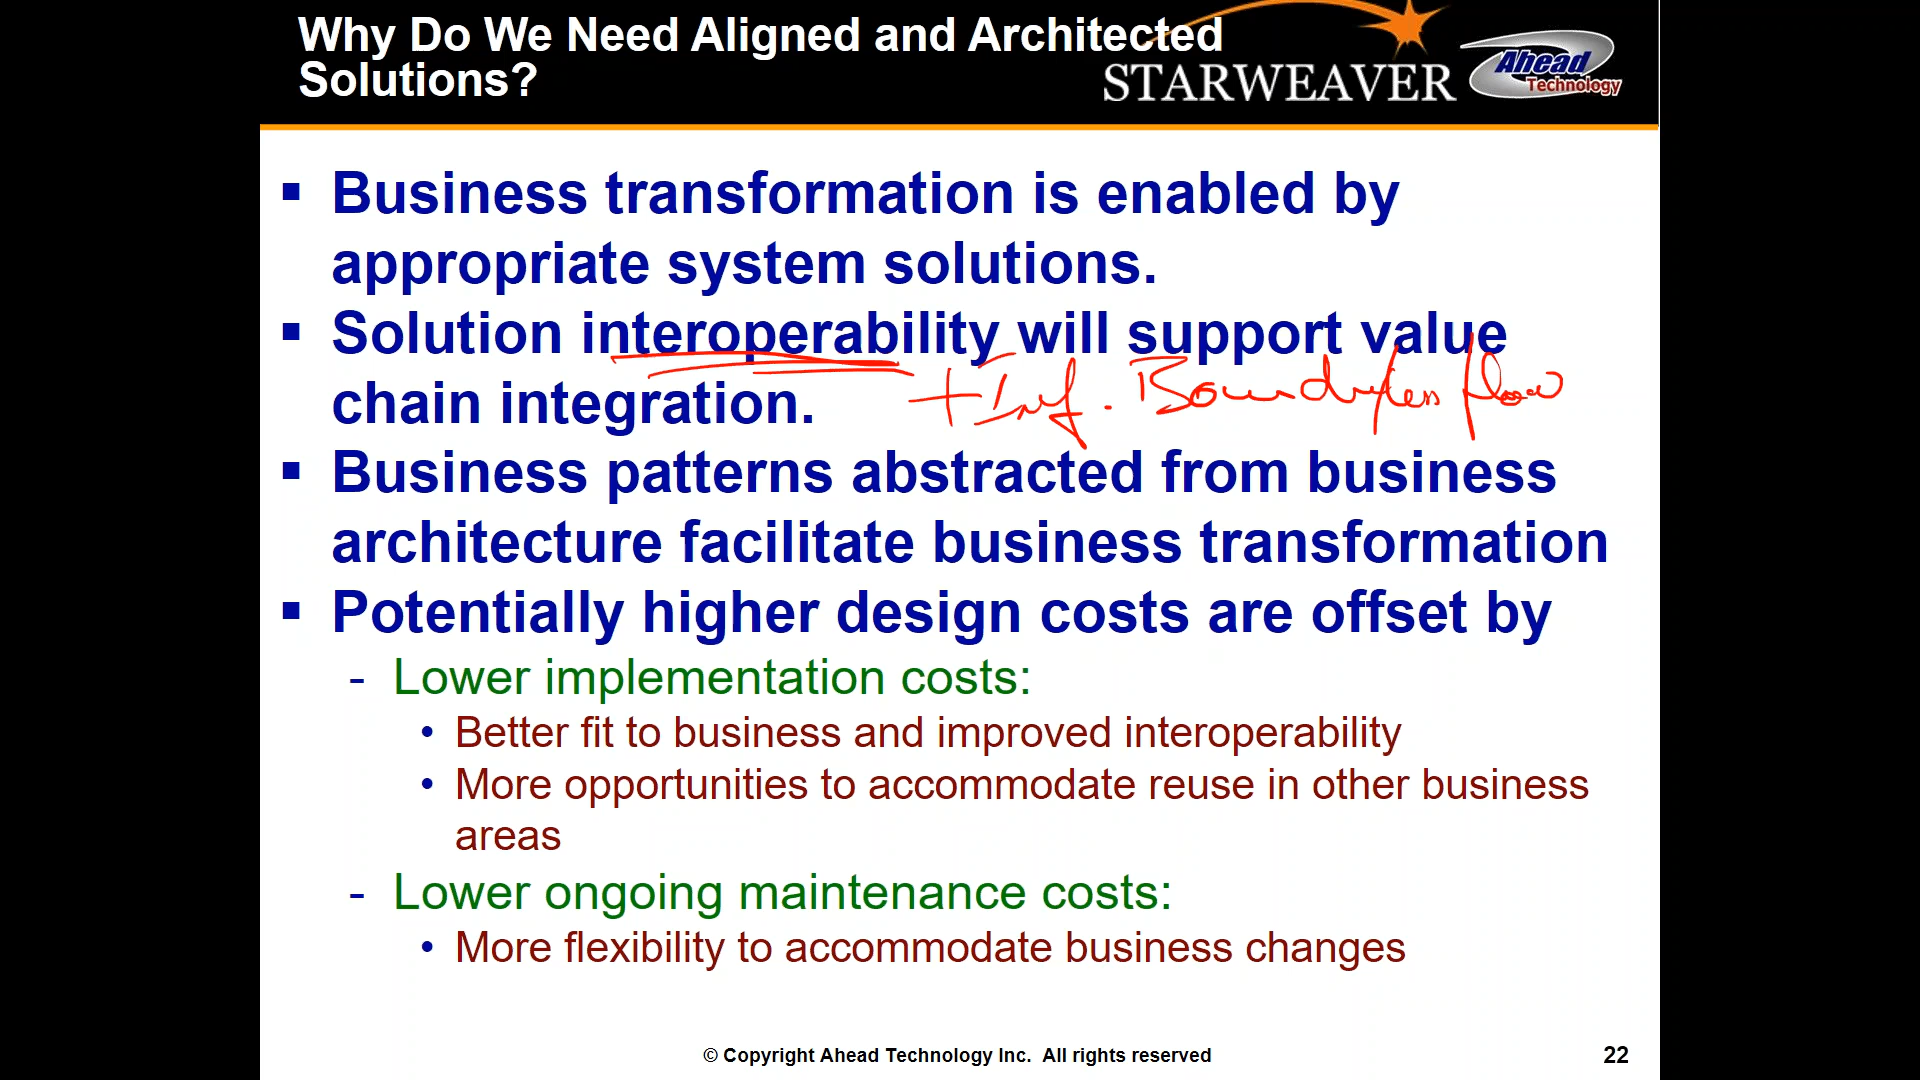 Why Do We Need Aligned and Architected
Solutions?
STARWEAVER
Ahead
Technology
▪ Business transformation is enabled by
appropriate system solutions.
▪ Solution interoperability will support value
chain integration.
+ Inf. Boundryless flow
▪ Business patterns abstracted from business
architecture facilitate business transformation
▪ Potentially higher design costs are offset by
- Lower implementation costs:
• Better fit to business and improved interoperability
• More opportunities to accommodate reuse in other business
areas
- Lower ongoing maintenance costs:
• More flexibility to accommodate business changes
© Copyright Ahead Technology Inc. All rights reserved
22